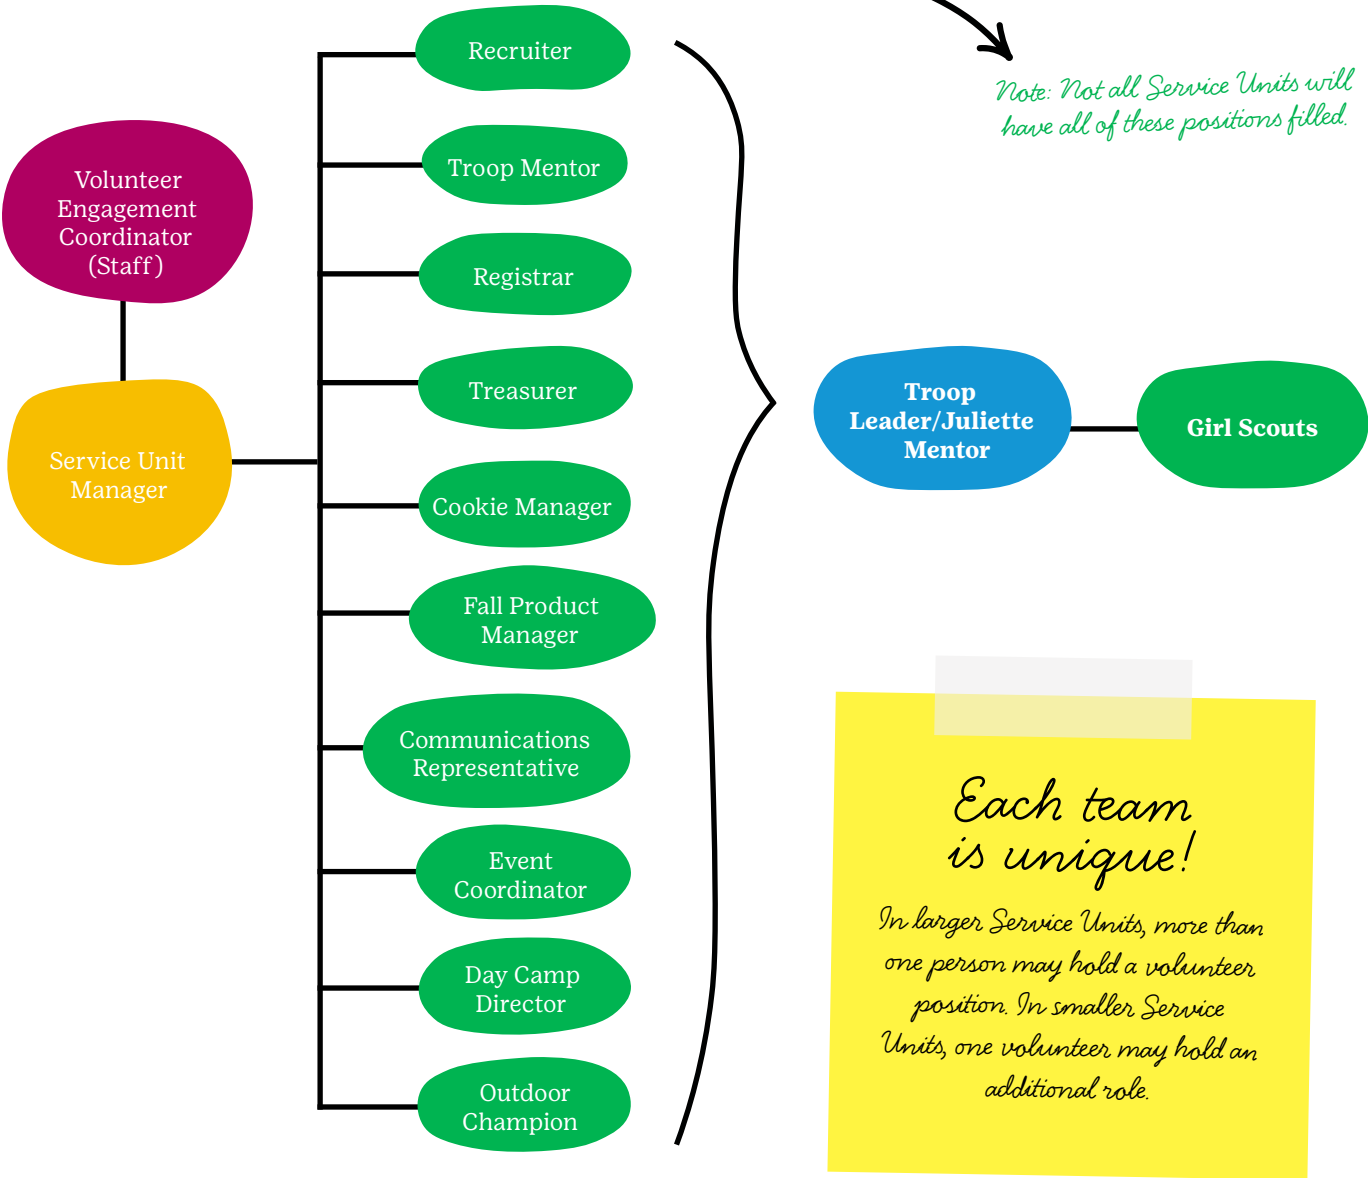 Recruiter
Note: Not all Service Units will
have all of these positions filled.
Volunteer
Engagement
Coordinator
(Staff)
Troop Mentor
Registrar
Treasurer
Service Unit
Manager
Cookie Manager
Fall Product
Manager
Communications
Representative
Event
Coordinator
Day Camp
Director
Outdoor
Champion
Troop
Leader/Juliette
Mentor
Girl Scouts
Each team
is unique!
In larger Service Units, more than
one person may hold a volunteer
position. In smaller Service
Units, one volunteer may hold an
additional role.